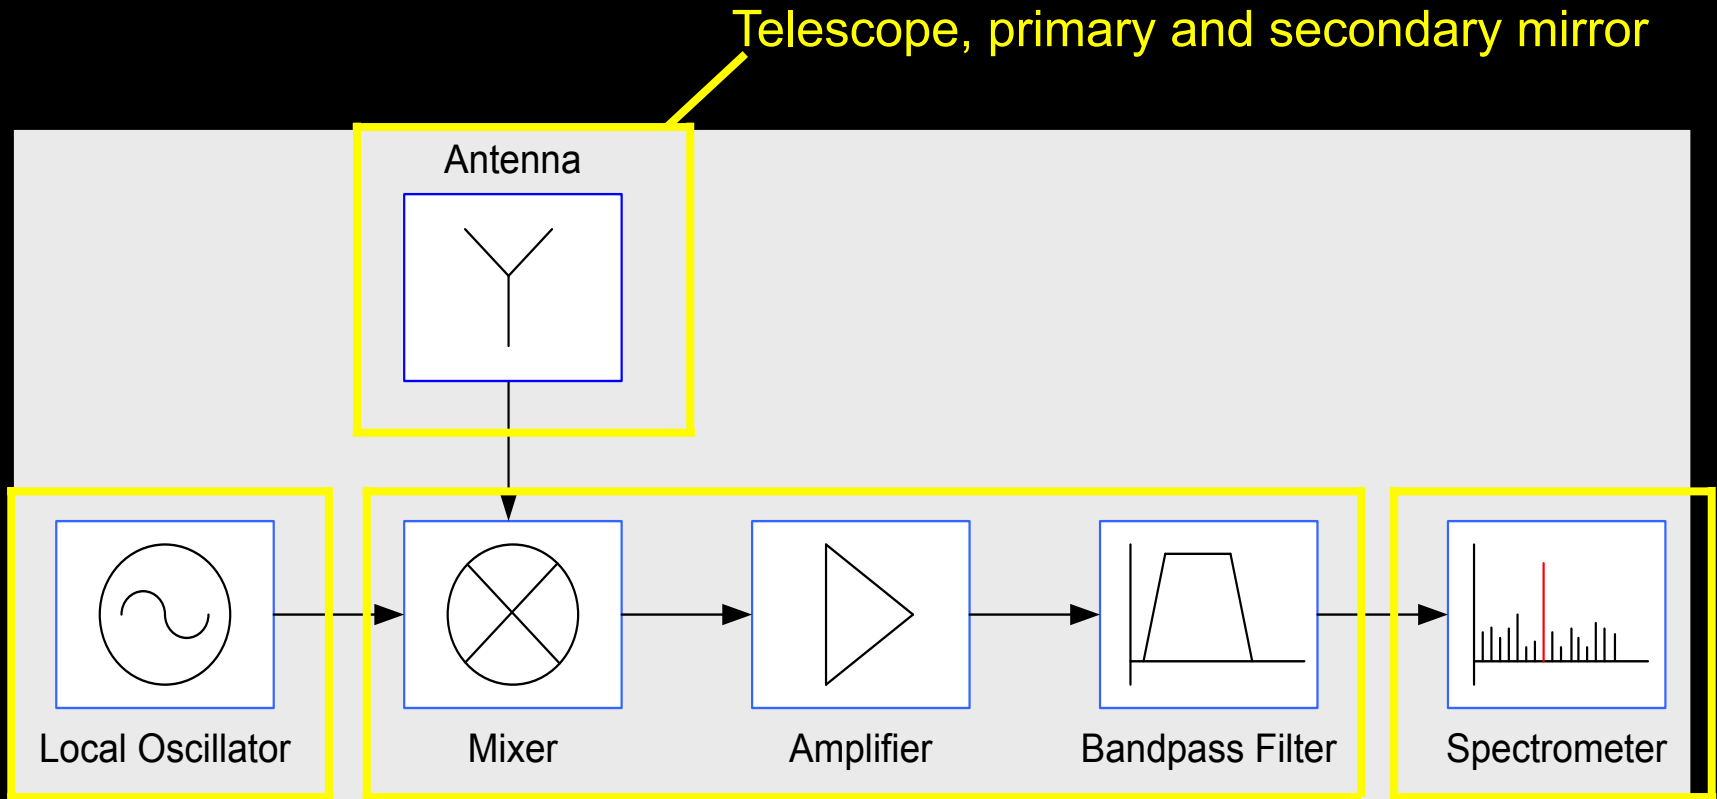 Telescope, primary and secondary mirror
Antenna
Local Oscillator
Mixer
Amplifier
Bandpass Filter
Spectrometer